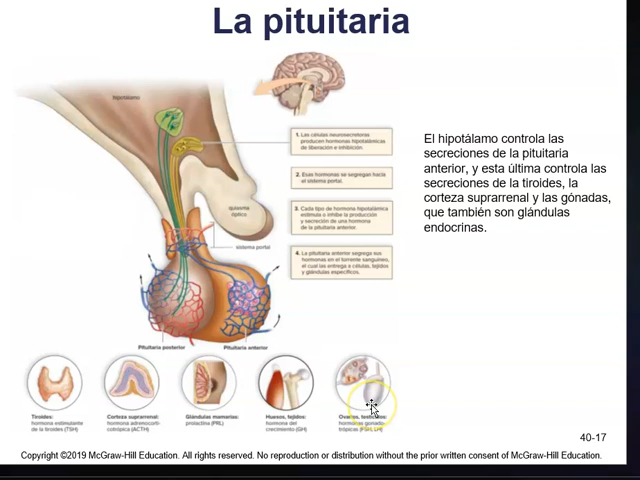 La pituitaria
hipotálamo
1. Las células neurosecretoras
producen hormonas hipotalámicas
de liberación e inhibición.
2. Esas hormonas se segregan hacia
el sistema portal.
3. Cada tipo de hormona hipotalámica
estimula o inhibe la producción
y secreción de una hormona
de la pituitaria anterior.
quiasma
óptico
sistema portal
4. La pituitaria anterior segrega sus
hormonas en el torrente sanguíneo,
el cual las entrega a células, tejidos
y glándulas específicos.
El hipotálamo controla las
secreciones de la pituitaria
anterior, y esta última controla las
secreciones de la tiroides, la
corteza suprarrenal y las gónadas,
que también son glándulas
endocrinas.
Pituitaria posterior
Pituitaria anterior
Tiroides:
hormona estimulante
de la tiroides (TSH)
Corteza suprarrenal:
hormona adrenocorti-
cotrópica (ACTH)
Glándulas mamarias:
prolactina (PRL)
Huesos, tejidos:
hormona del
crecimiento (GH)
Ovarios, testículos:
hormonas gonado-
trópicas (FSH, LH)
40-17
Copyright ©2019 McGraw-Hill Education. All rights reserved. No reproduction or distribution without the prior written consent of McGraw-Hill Education.